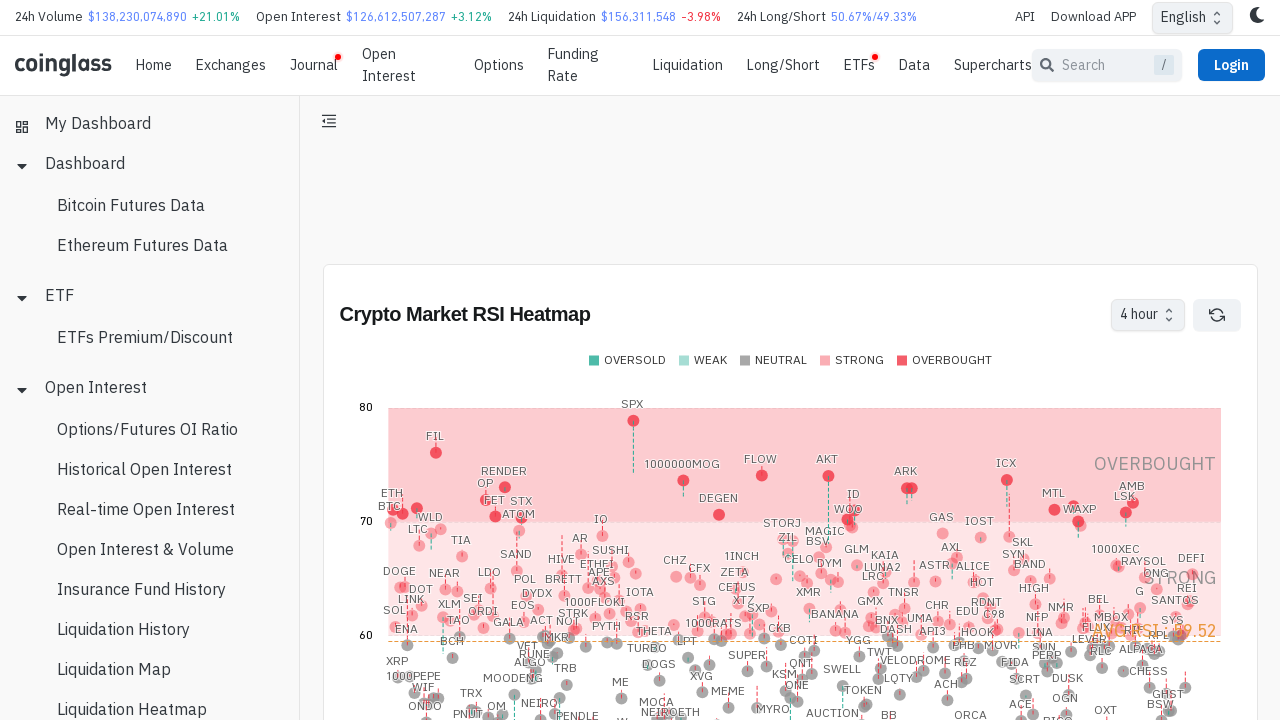 24h Volume $138,230,074,890 +21.01% Open Interest $126,612,507,287 +3.12% 24h Liquidation $156,311,548 -3.98% 24h Long/Short 50.67%/49.33% API Download APP English
coinglass Home Exchanges Journal Open Interest Options Funding Rate Liquidation Long/Short ETFs Data Supercharts Search / Login
My Dashboard
Dashboard
Bitcoin Futures Data
Ethereum Futures Data
ETF
ETFs Premium/Discount
Open Interest
Options/Futures OI Ratio
Historical Open Interest
Real-time Open Interest
Open Interest & Volume
Insurance Fund History
Liquidation History
Liquidation Map
Liquidation Heatmap
Crypto Market RSI Heatmap 4 hour
OVERSOLD WEAK NEUTRAL STRONG OVERBOUGHT
80
SPX
FIL
1000000MOG FLOW AKT ICX
OVERBOUGHT
RENDER ARK
OP AMB
ETH DEGEN ID MTL LSK
FET STX
BTC ATOM WOO WAXP
70
WLD IO STORJ GAS IOST
LTC MAGIC
TIA AR ZIL BSV SKL
SAND SUSHI 1INCH GLM KAIA AXL SYN 1000XEC
HIVE ETHFI CHZ CELO DYM LUNA2 ASTR ALICE BAND RAYSOL DEFI
DOGE NEAR LDO APE CFX ZETA LRC
POL BRETT AXS HOT STRONG
DOT DYDX IOTA CETUS XMR TNSR HIGH G REI
LINK XLM SEI EOS 1000FLOKI STG XTZ GMX CHR RDNT BEL SANTOS
SOL ORDI STRK RSR SXP BANANA EDU C98 NMR
TAO GALA ACT NOT 1000RATS BNX UMA NFP MBOX SYS
ENA PYTH THETA CKB DASH API3 HOOK LINA FLUX
60
BCH MKR LPT COTI YGG PHB MOVR LEVER RPL
TURBO TWT SUN ALPACA
XRP ALGO DOGS SUPER QNT VELODROME REZ FIDA PERP
1000PEPE MOODENG TRB XVG KSM SWELL LQTY SCRT DUSK CHESS
WIF TRX ME MEME ONE TOKEN ACH GHST
ONDO OM NEIRO MOCA MYRO ACE OGN BSW
PNUT PENDLE NEIROETH AUCTION BB ORCA OXT